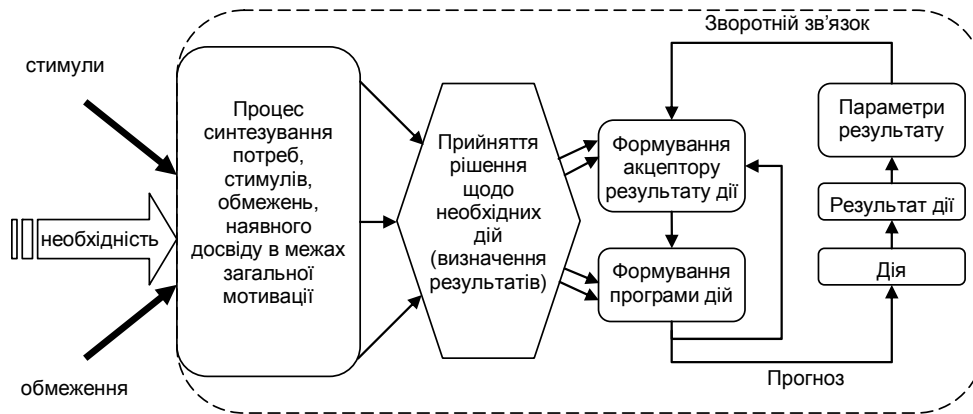 Зворотній зв'язок
стимули
необхідність
обмеження
Процес
синтезування
потреб,
стимулів,
обмежень,
наявного
досвіду в межах
загальної
мотивації
Прийняття
рішення
щодо
необхідних
дій
(визначення
результатів)
Формування
акцептору
результату дії
Формування
програми дій
Параметри
результату
Результат дії
Дія
Прогноз